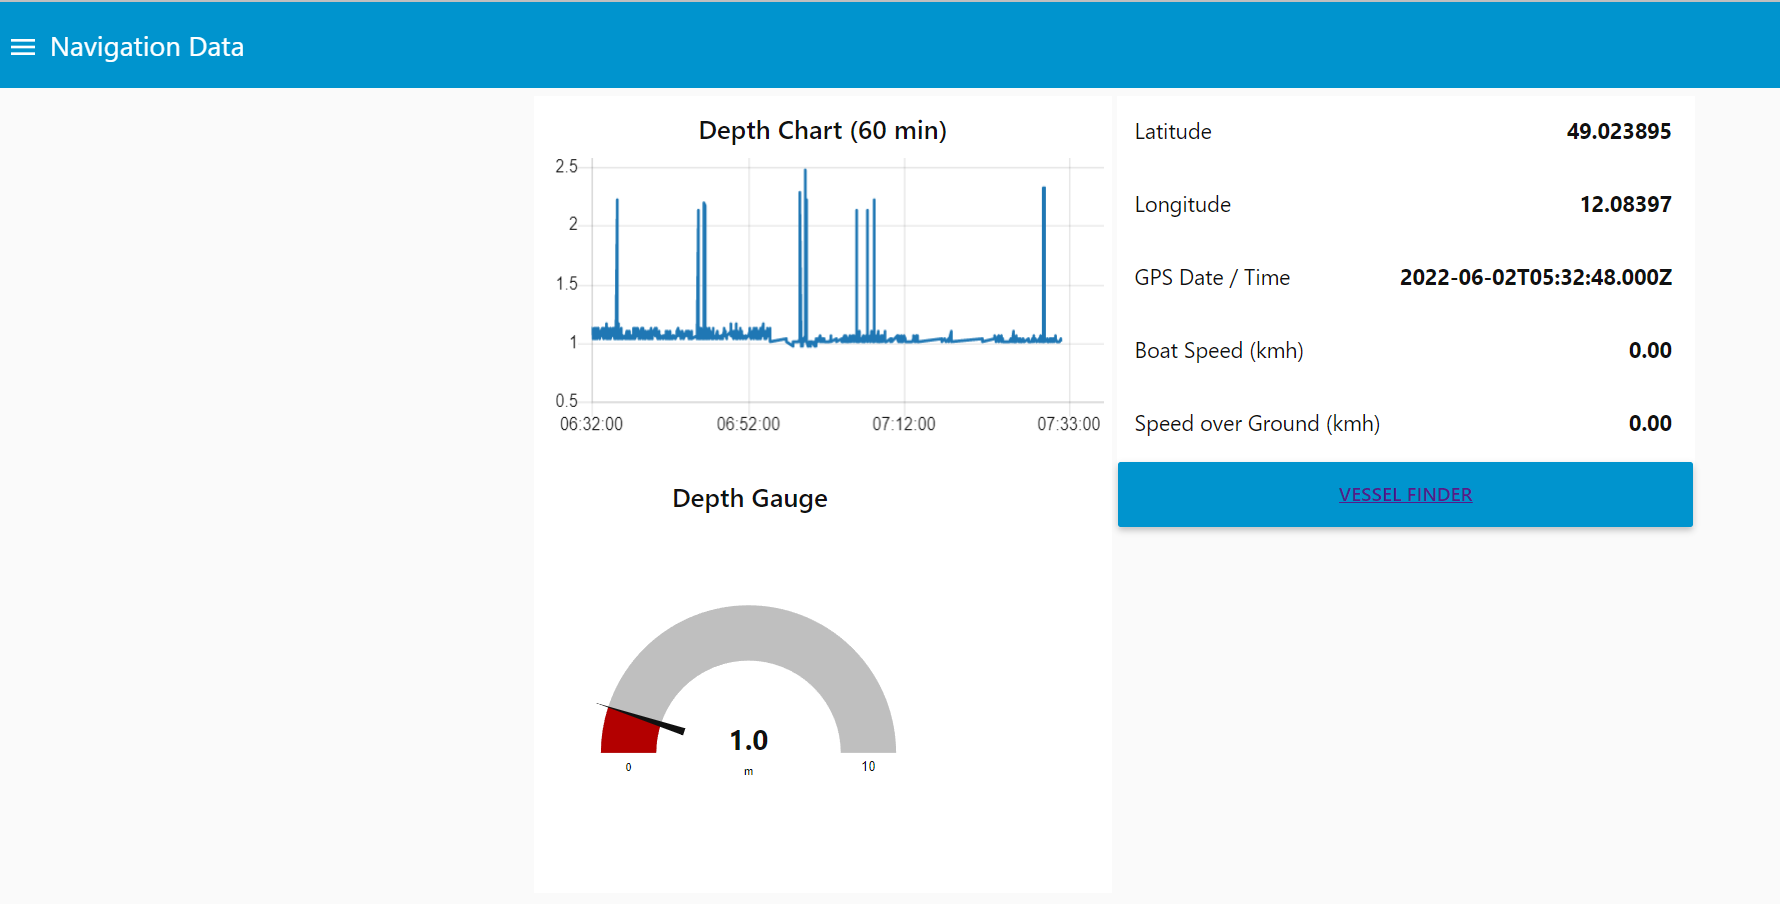 Navigation Data
Depth Chart (60 min)
2.5
2
1.5
1
0.5
06:32:00 06:52:00 07:12:00 07:33:00
Depth Gauge
1.0
m
0
10
Latitude 49.023895
Longitude 12.08397
GPS Date / Time 2022-06-02T05:32:48.000Z
Boat Speed (kmh) 0.00
Speed over Ground (kmh) 0.00
VESSEL FINDER